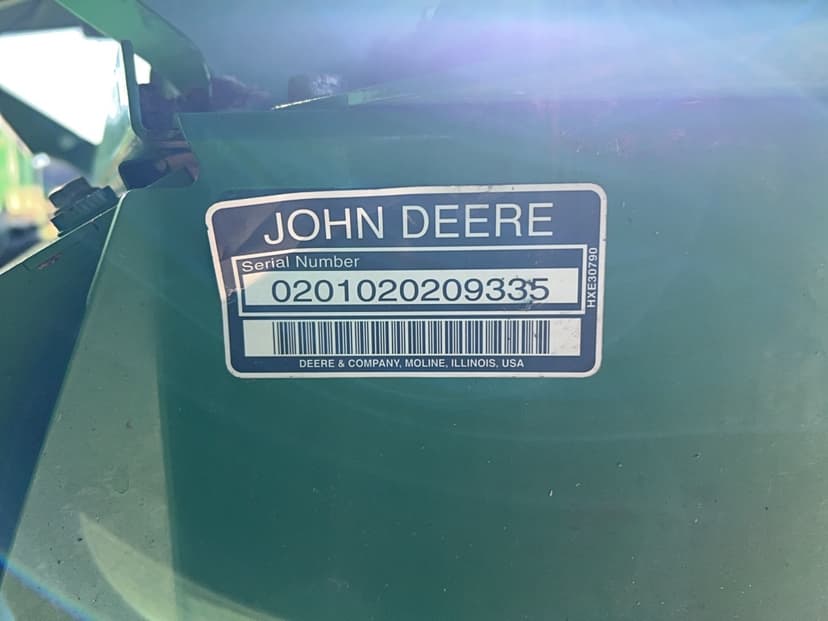 JOHN DEERE
Serial Number
0201020209335
HXE30790
DEERE & COMPANY, MOLINE, ILLINOIS, USA